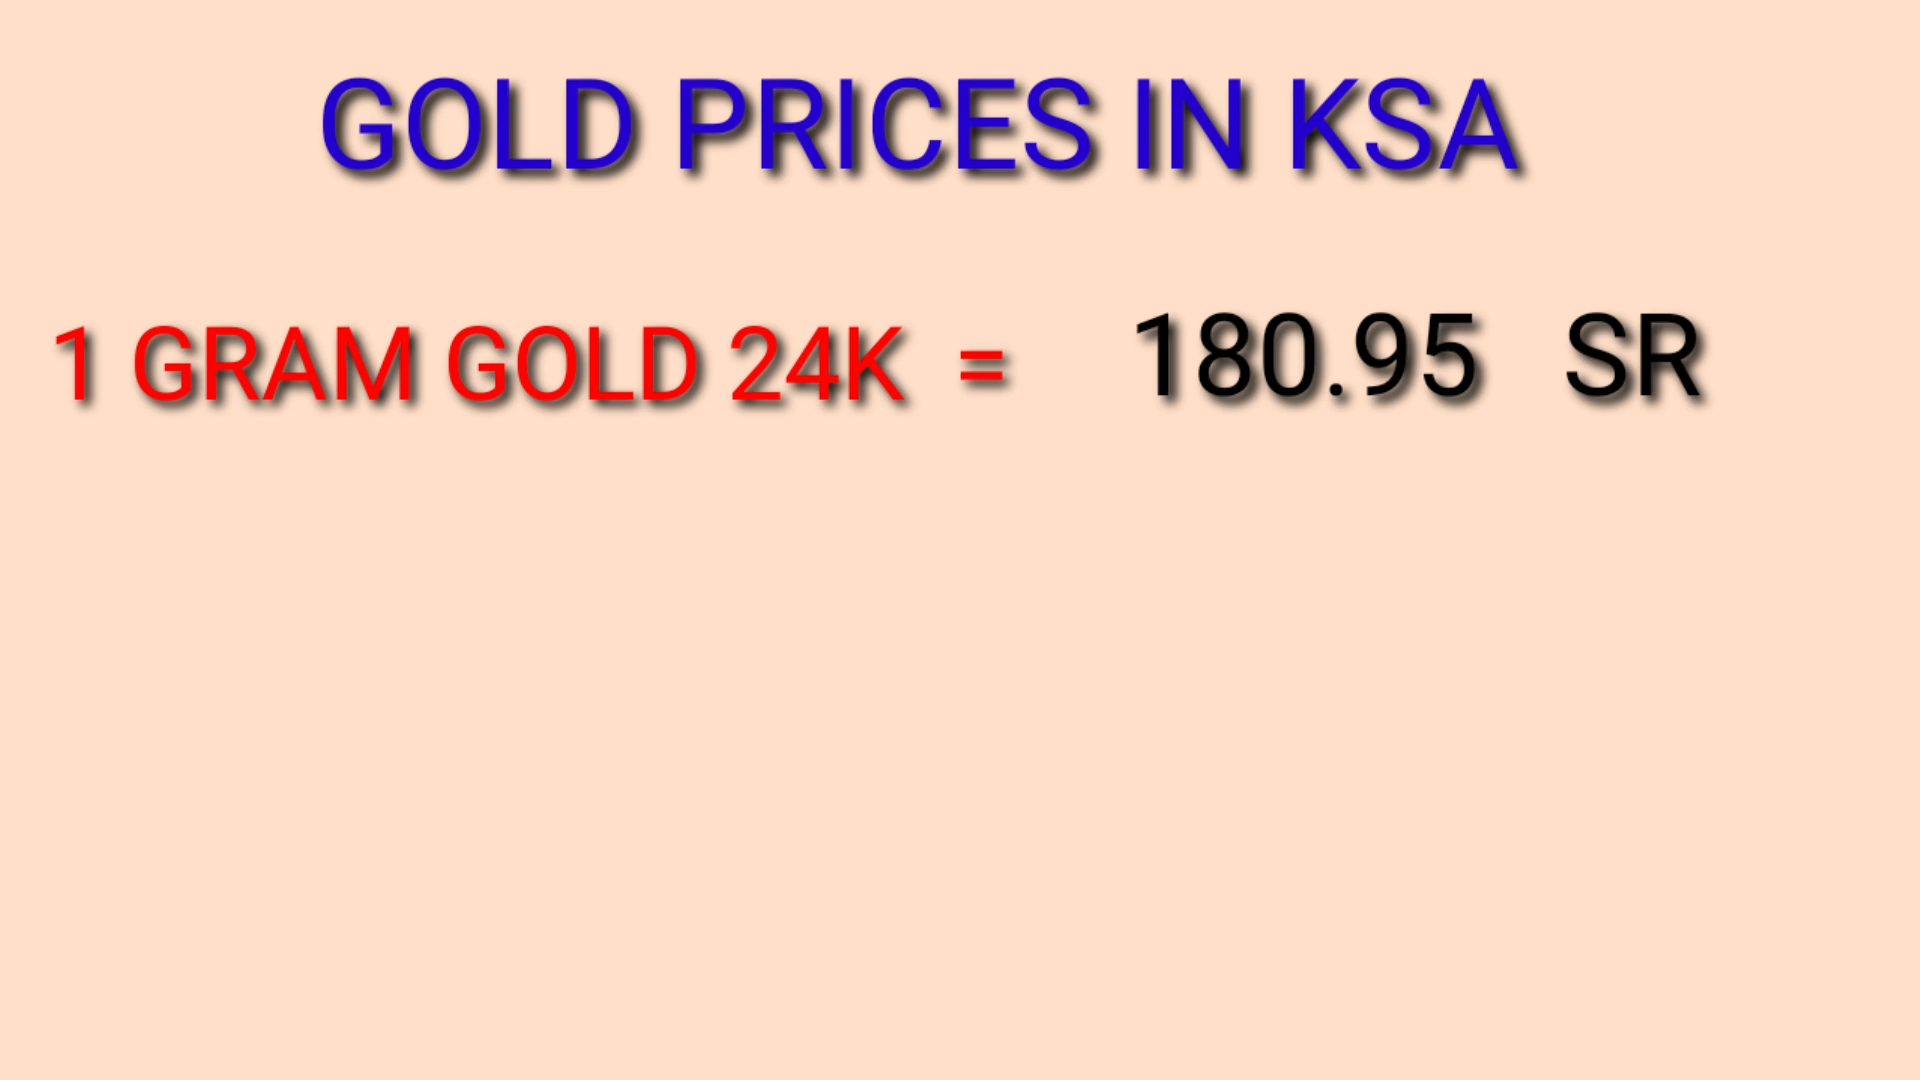 GOLD PRICES IN KSA
1 GRAM GOLD 24K = 180.95 SR